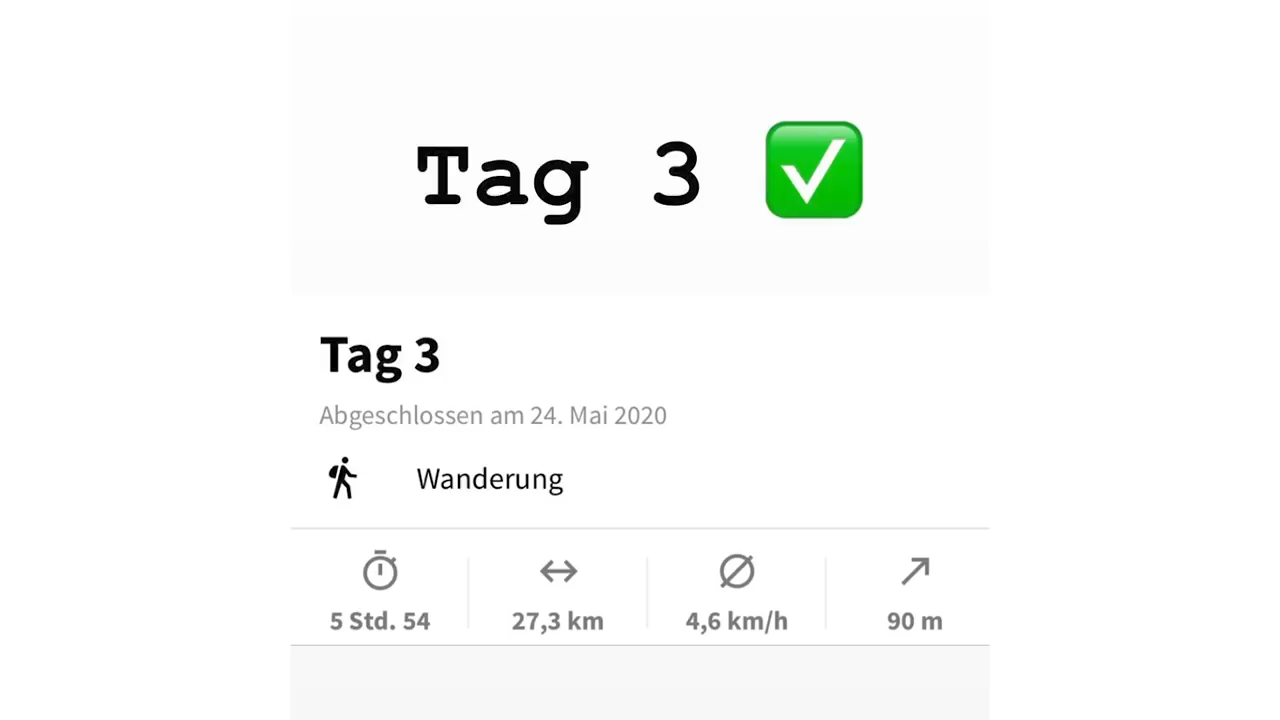 Tag 3 ✅
Tag 3
Abgeschlossen am 24. Mai 2020
Wanderung
5 Std. 54
27,3 km
4,6 km/h
90 m